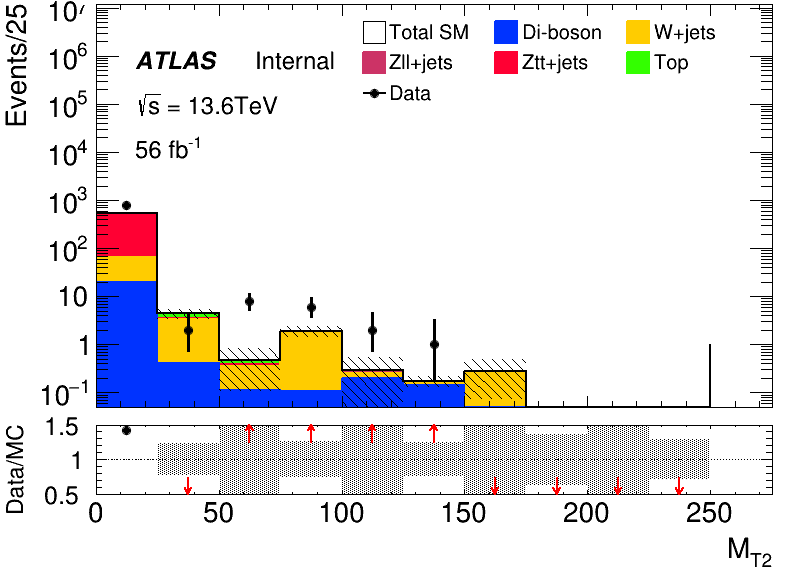 Events/25
10⁷
10⁶
10⁵
10⁴
10³
10²
10
1
10⁻¹
ATLAS Internal
√s = 13.6TeV
56 fb⁻¹
Total SM
Di-boson
W+jets
Zll+jets
Ztt+jets
Top
Data
Data/MC
1.5
1
0.5
0 50 100 150 200 250
M_T2